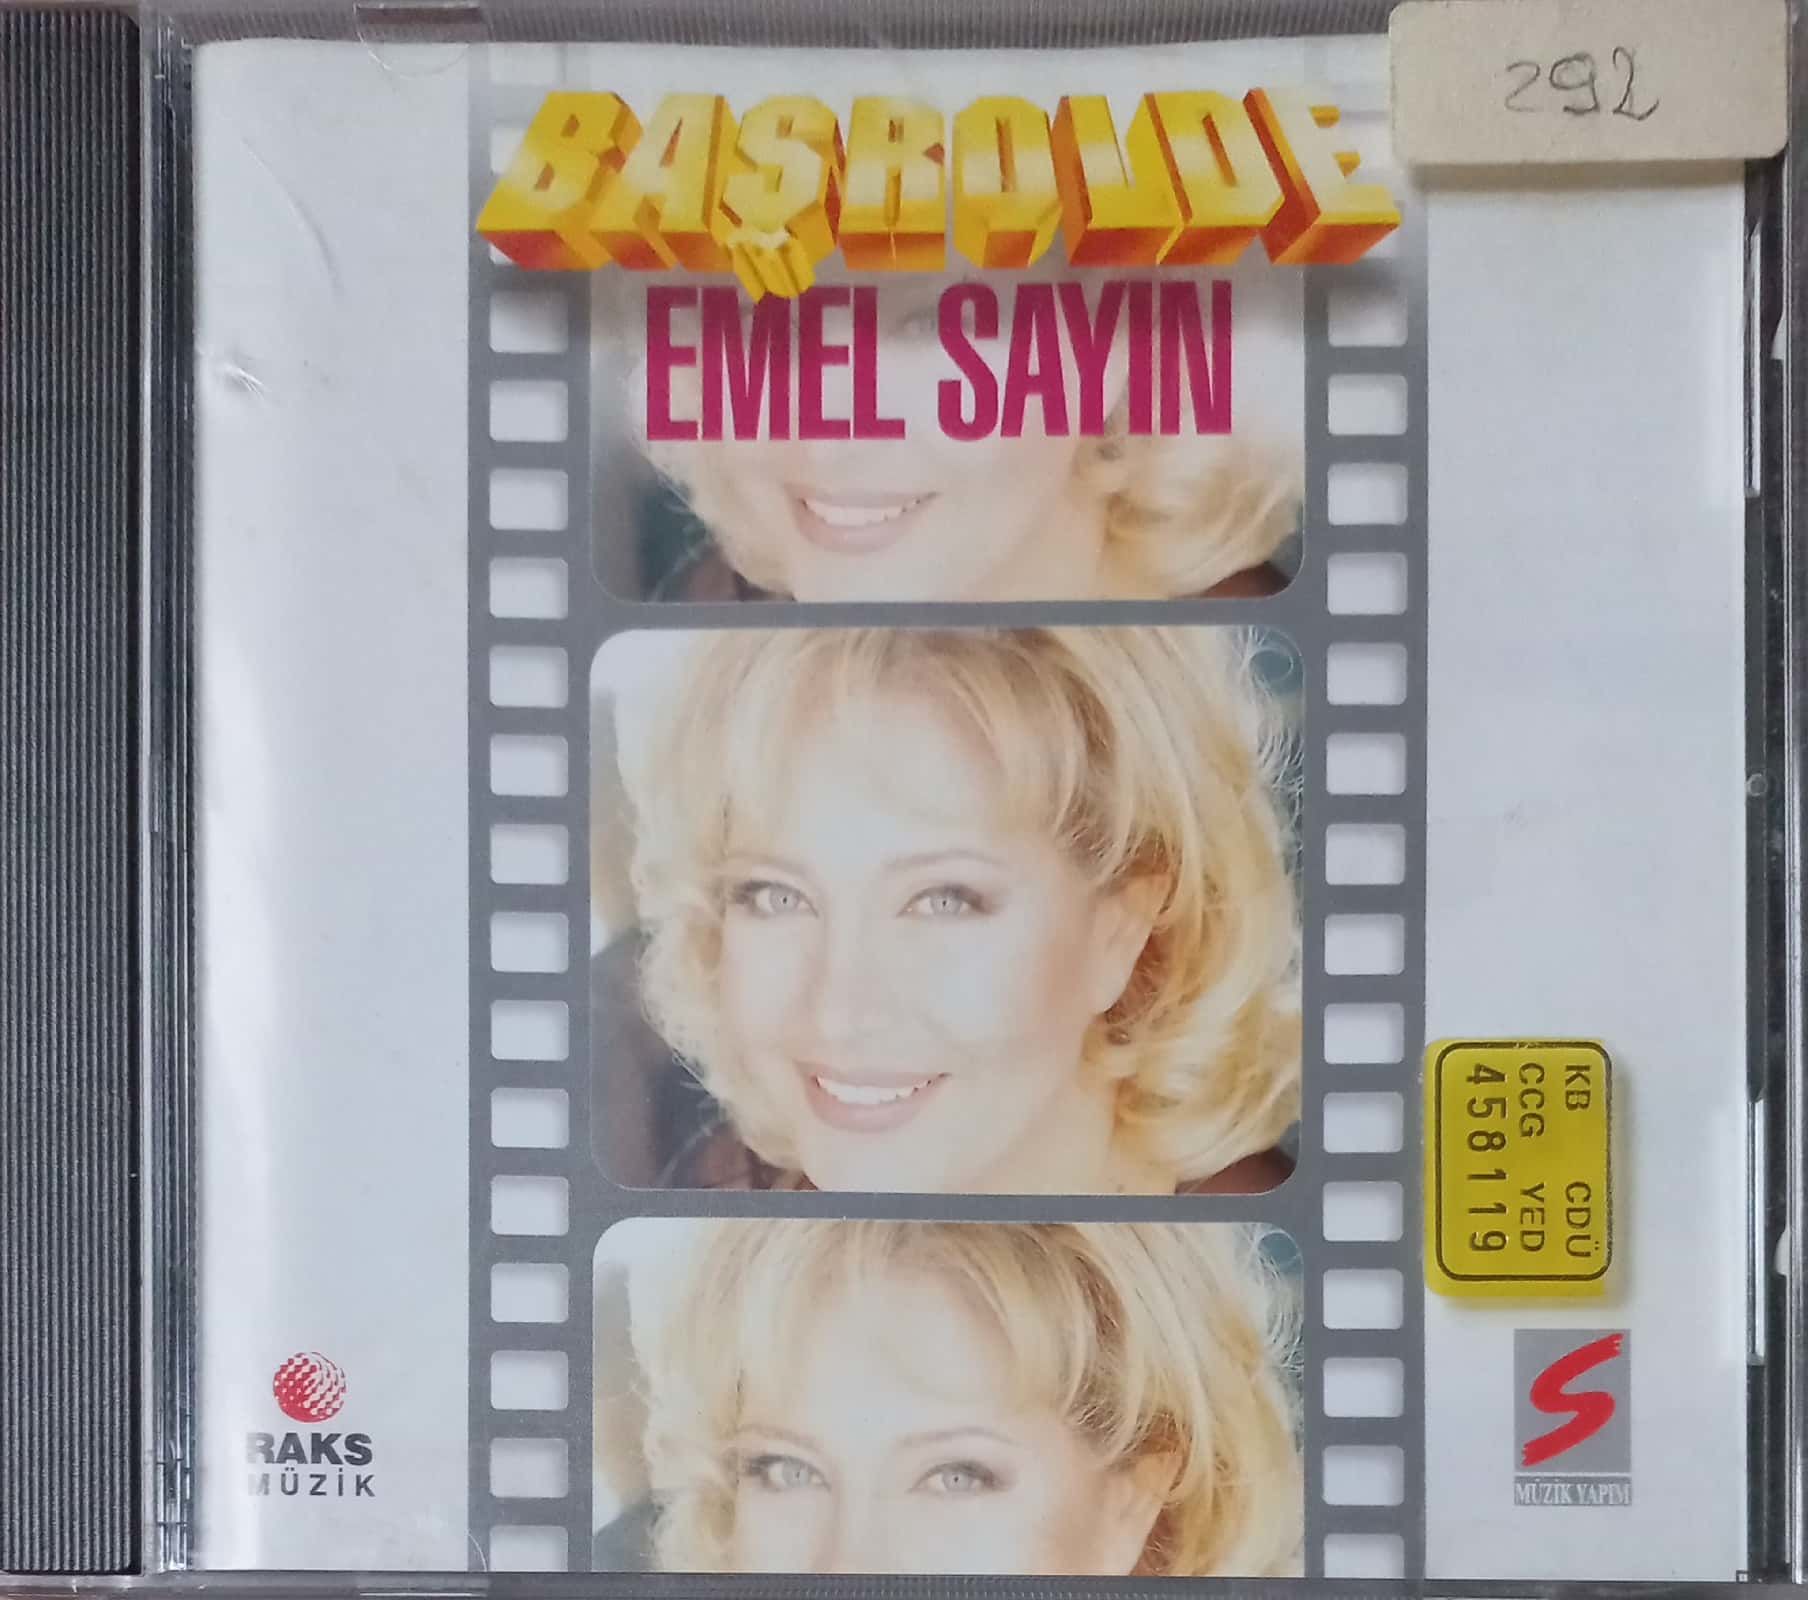 292
BAŞROLDE
EMEL SAYIN
KB CDÜ
CCG YED
458119
RAKS
MÜZİK
S
MÜZİK YAPIM